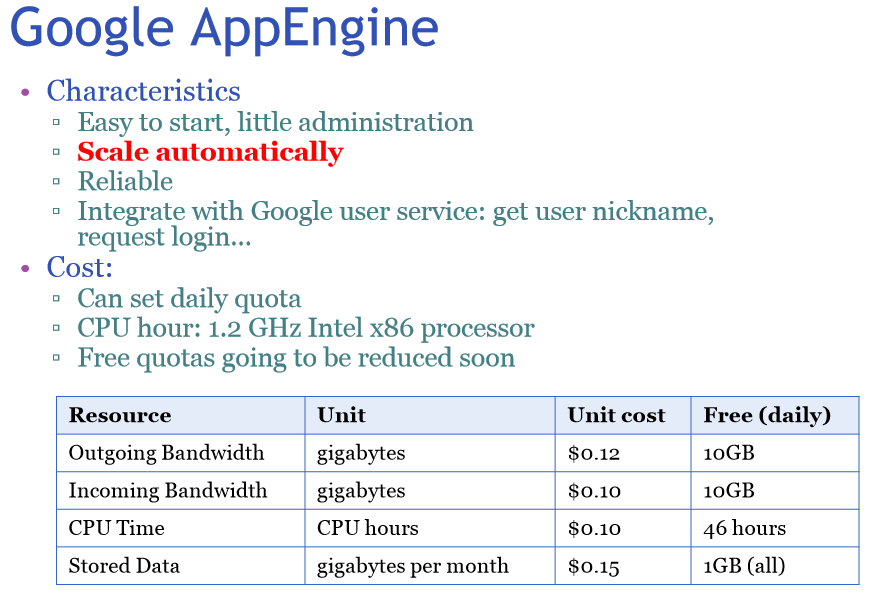 Google AppEngine
• Characteristics
▫ Easy to start, little administration
▫ Scale automatically
▫ Reliable
▫ Integrate with Google user service: get user nickname,
request login…
• Cost:
▫ Can set daily quota
▫ CPU hour: 1.2 GHz Intel x86 processor
▫ Free quotas going to be reduced soon
Resource Unit Unit cost Free (daily)
Outgoing Bandwidth gigabytes $0.12 10GB
Incoming Bandwidth gigabytes $0.10 10GB
CPU Time CPU hours $0.10 46 hours
Stored Data gigabytes per month $0.15 1GB (all)